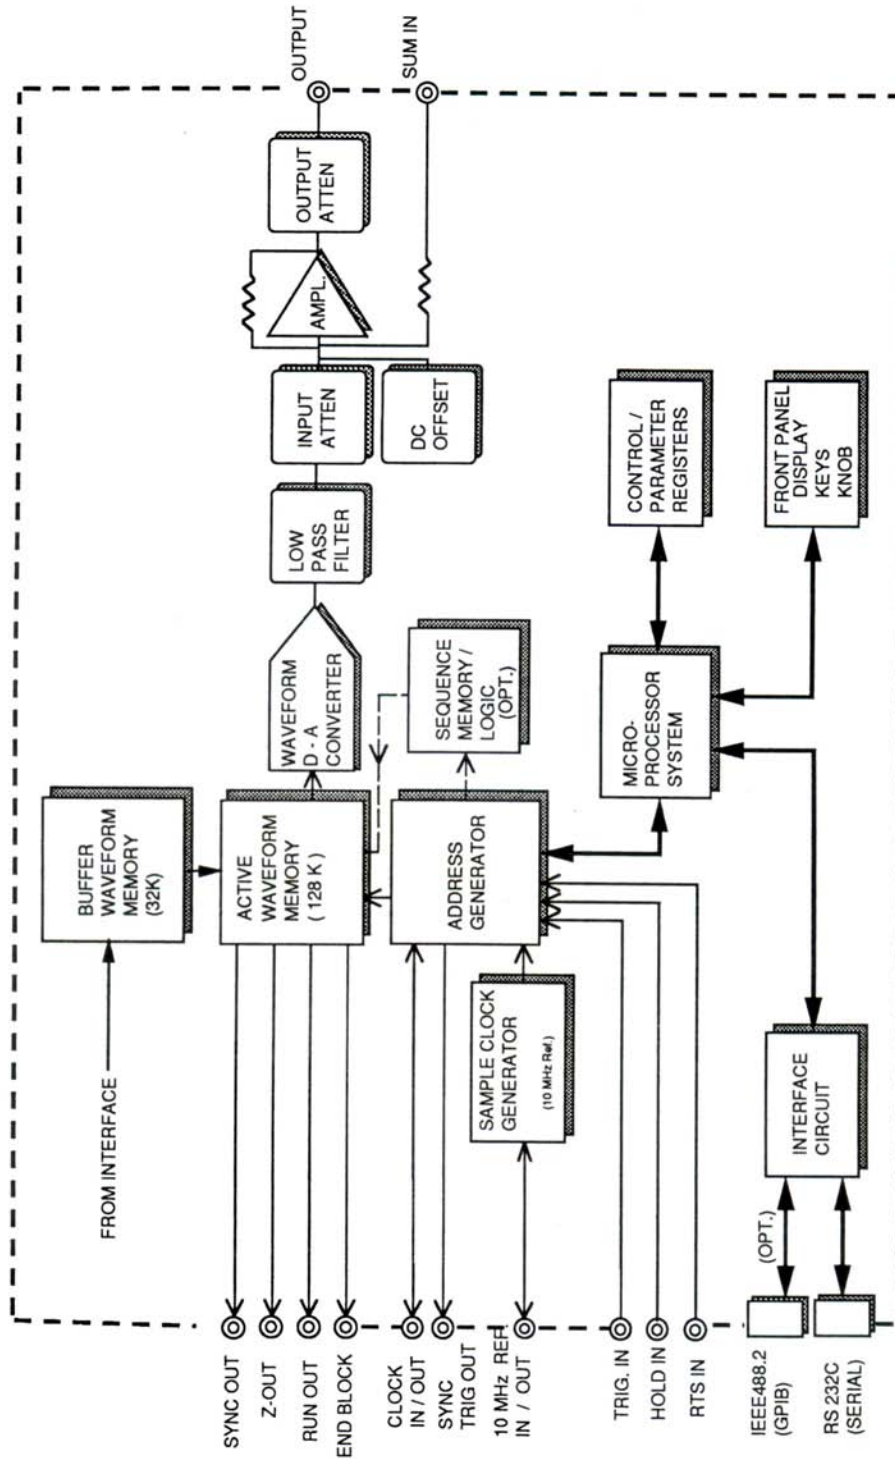 FROM INTERFACE
BUFFER
WAVEFORM
MEMORY
(32K)
OUTPUT
SUM IN
SYNC OUT
Z-OUT
RUN OUT
END BLOCK
ACTIVE
WAVEFORM
MEMORY
( 128 K )
WAVEFORM
D - A
CONVERTER
LOW
PASS
FILTER
INPUT
ATTEN
AMPL.
OUTPUT
ATTEN
DC
OFFSET
CLOCK
IN / OUT
SYNC
TRIG OUT
10 MHz REF.
IN / OUT
ADDRESS
GENERATOR
SEQUENCE
MEMORY /
LOGIC
(OPT.)
SAMPLE CLOCK
GENERATOR
(10 MHz Ref.)
TRIG. IN
HOLD IN
RTS IN
MICRO-
PROCESSOR
SYSTEM
CONTROL /
PARAMETER
REGISTERS
FRONT PANEL
DISPLAY
KEYS
KNOB
IEEE488.2
(GPIB)
(OPT.)
RS 232C
(SERIAL)
INTERFACE
CIRCUIT